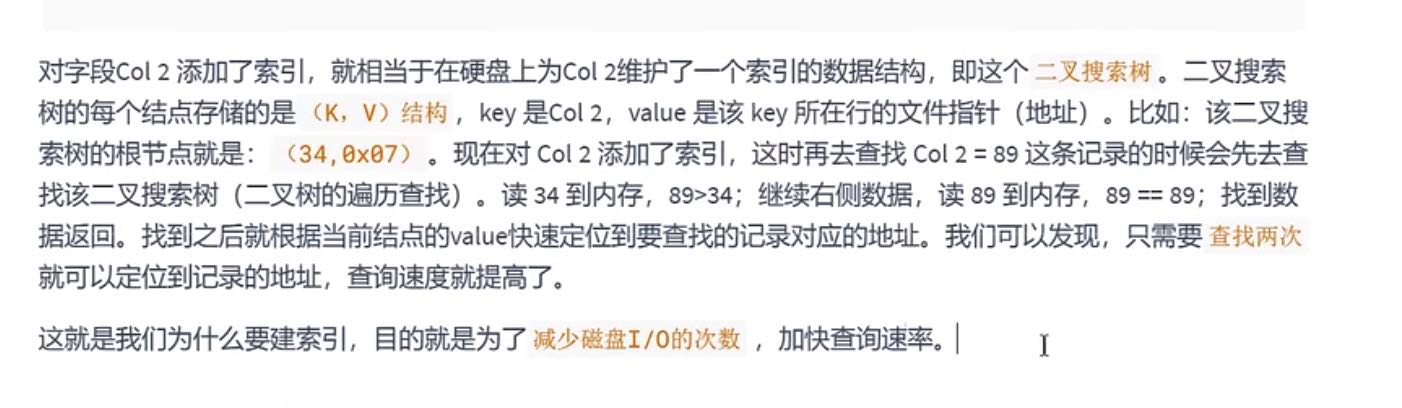 对字段Col 2 添加了索引，就相当于在硬盘上为Col 2维护了一个索引的数据结构，即这个 二叉搜索树 。二叉搜索
树的每个结点存储的是 （K，V）结构 ，key 是Col 2，value 是该 key 所在行的文件指针（地址）。比如：该二叉搜
索树的根节点就是： （34,0x07） 。现在对 Col 2 添加了索引，这时再去查找 Col 2 = 89 这条记录的时候会先去查
找该二叉搜索树（二叉树的遍历查找）。读 34 到内存，89>34；继续右侧数据，读 89 到内存，89 == 89；找到数
据返回。找到之后就根据当前结点的value快速定位到要查找的记录对应的地址。我们可以发现，只需要 查找两次
就可以定位到记录的地址，查询速度就提高了。
这就是我们为什么要建索引，目的就是为了 减少磁盘I/O的次数 ，加快查询速率。